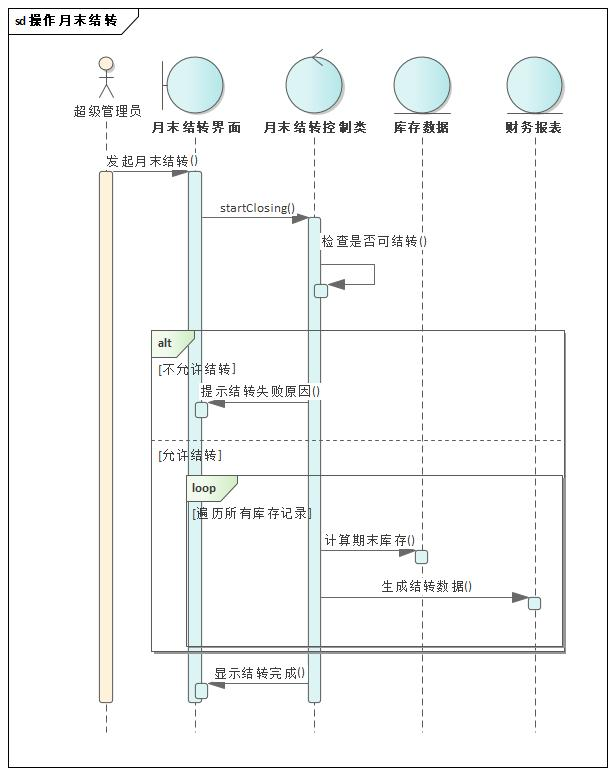 sd 操作月末结转
超级管理员
月末结转界面
月末结转控制类
库存数据
财务报表
发起月末结转()
startClosing()
检查是否可结转()
alt
[不允许结转]
提示结转失败原因()
[允许结转]
loop
[遍历所有库存记录]
计算期末库存()
生成结转数据()
显示结转完成()